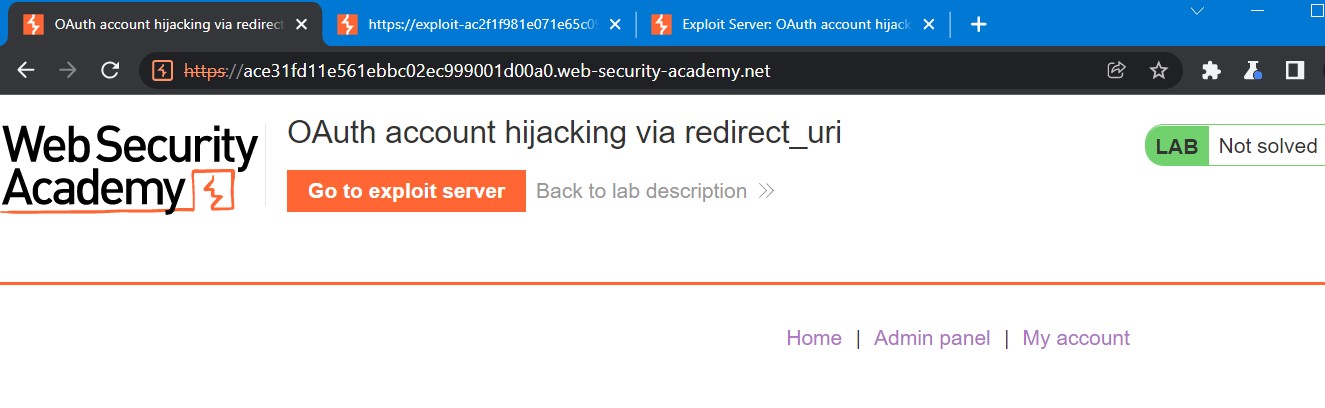 OAuth account hijacking via redirect
https://exploit-ac2f1f981e071e65c0
Exploit Server: OAuth account hijack
https://ace31fd11e561ebbc02ec999001d00a0.web-security-academy.net
Web Security
Academy
OAuth account hijacking via redirect_uri
LAB Not solved
Go to exploit server
Back to lab description
Home | Admin panel | My account